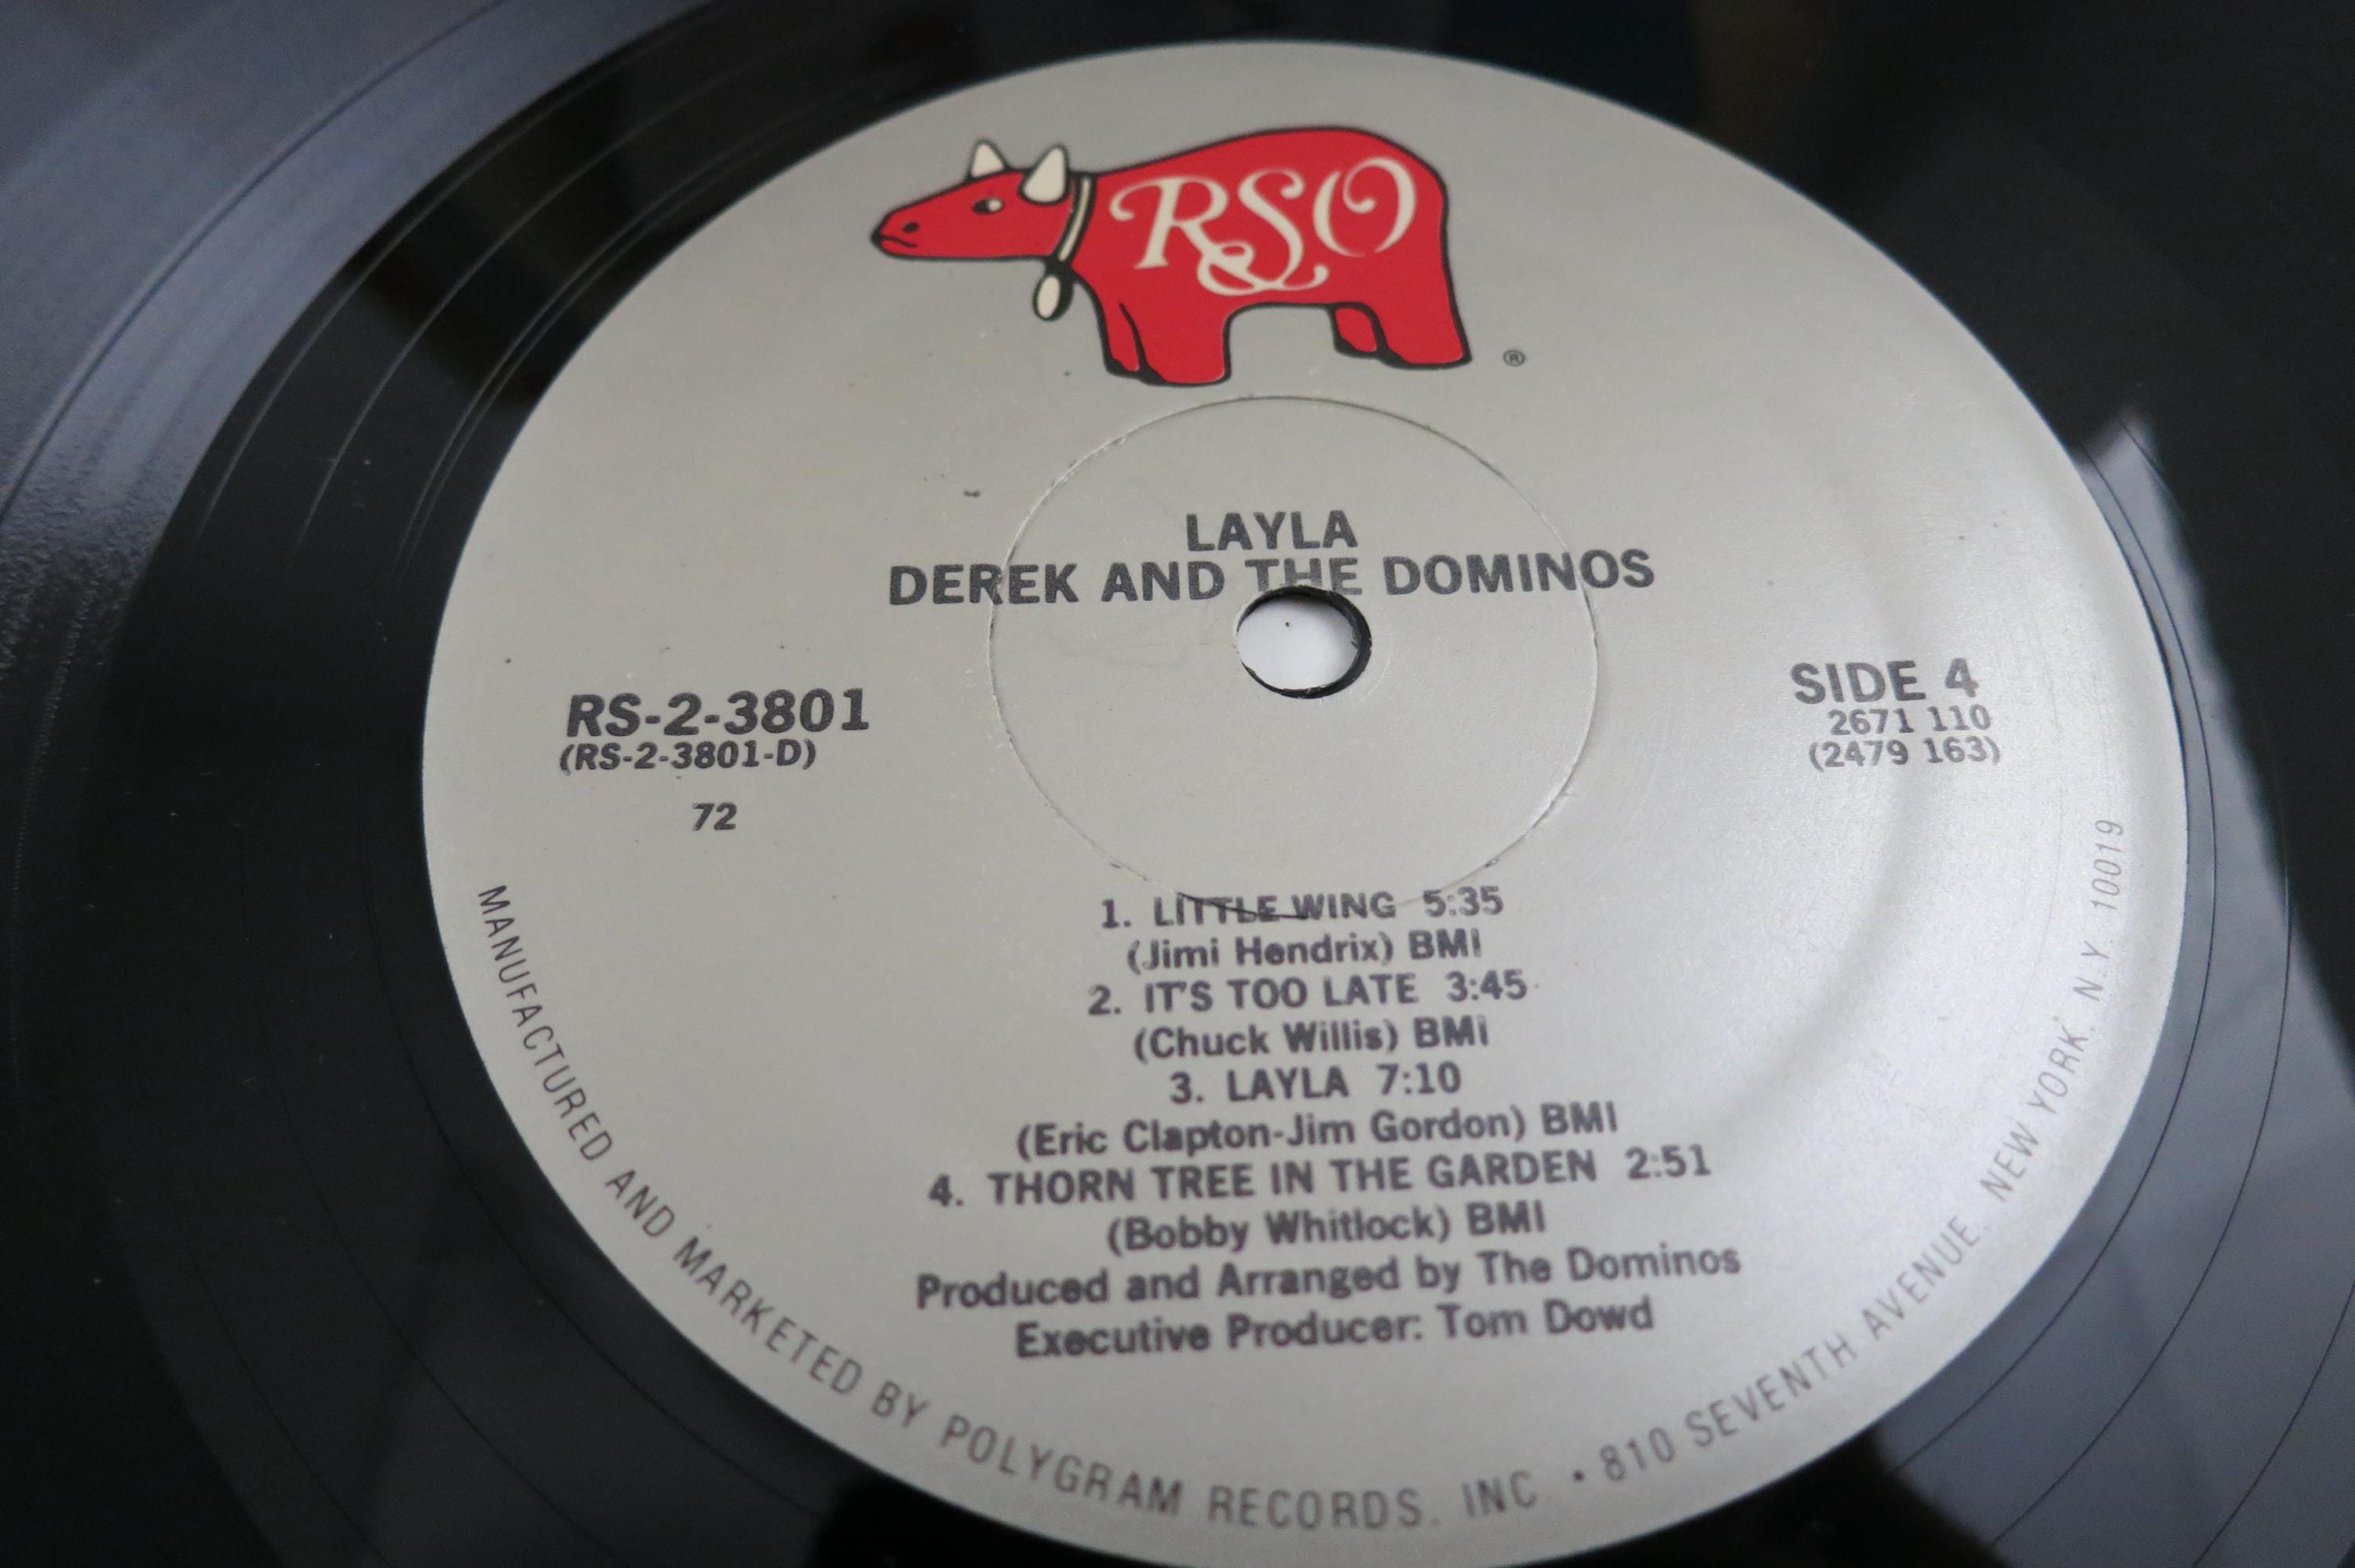 RSO
®
LAYLA
DEREK AND THE DOMINOS
RS-2-3801
(RS-2-3801-D)
72
SIDE 4
2671 110
(2479 163)
1. LITTLE WING 5:35
(Jimi Hendrix) BMI
2. IT'S TOO LATE 3:45
(Chuck Willis) BMI
3. LAYLA 7:10
(Eric Clapton-Jim Gordon) BMI
4. THORN TREE IN THE GARDEN 2:51
(Bobby Whitlock) BMI
Produced and Arranged by The Dominos
Executive Producer: Tom Dowd
MANUFACTURED AND MARKETED BY POLYGRAM RECORDS, INC • 810 SEVENTH AVENUE, NEW YORK, N.Y. 10019